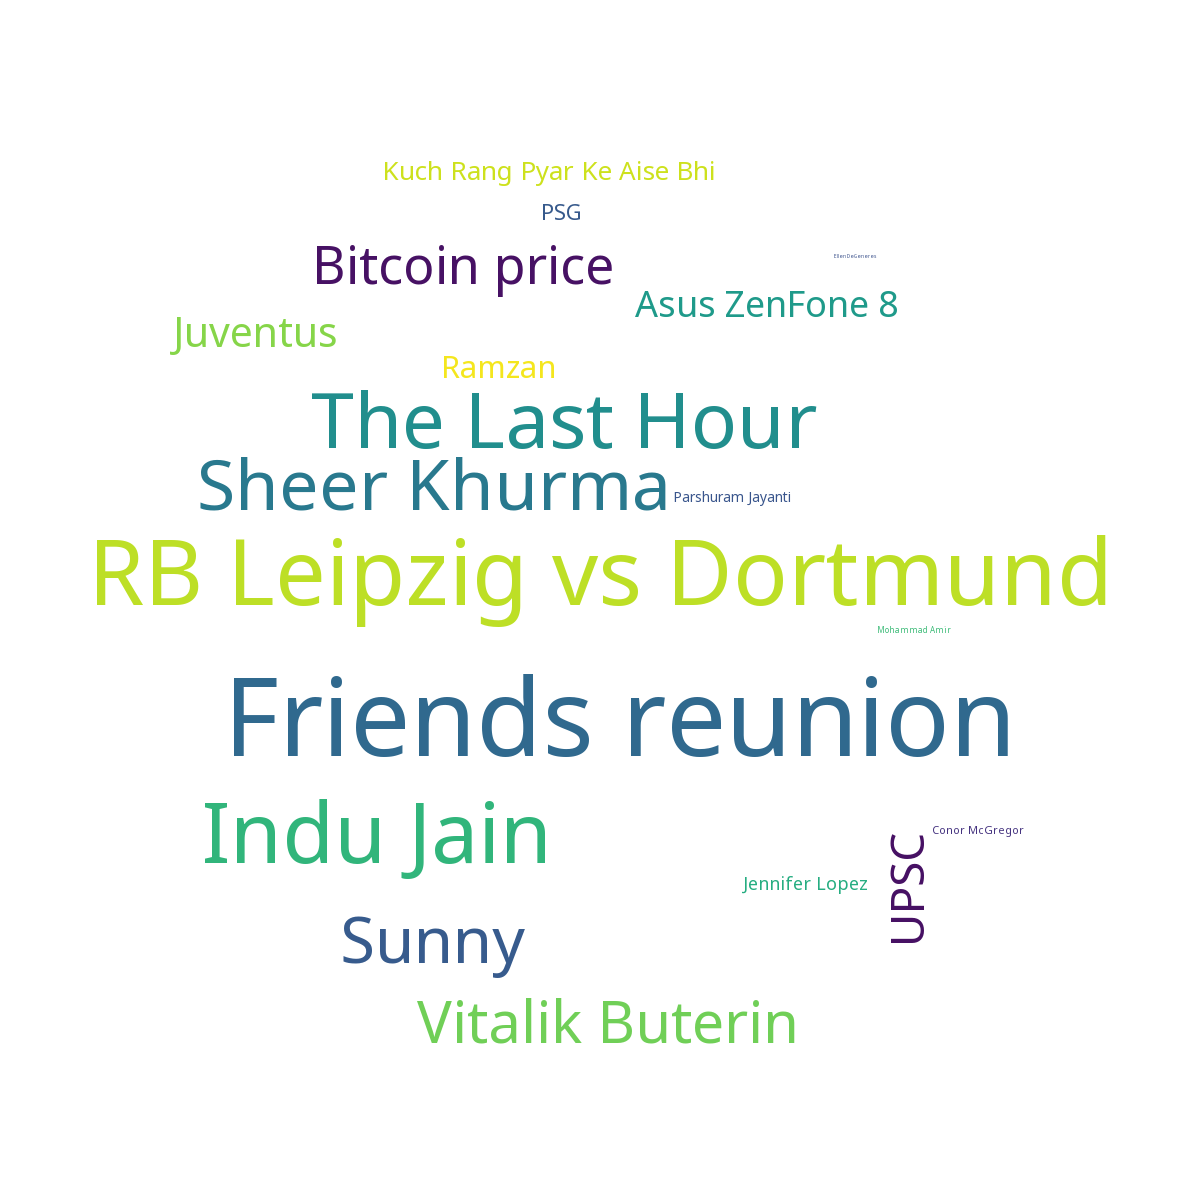 Kuch Rang Pyar Ke Aise Bhi
PSG
Bitcoin price
EllenDeGeneres
Asus ZenFone 8
Juventus
Ramzan
The Last Hour
Sheer Khurma
Parshuram Jayanti
RB Leipzig vs Dortmund
Mohammad Amir
Friends reunion
Indu Jain
Conor McGregor
UPSC
Jennifer Lopez
Sunny
Vitalik Buterin